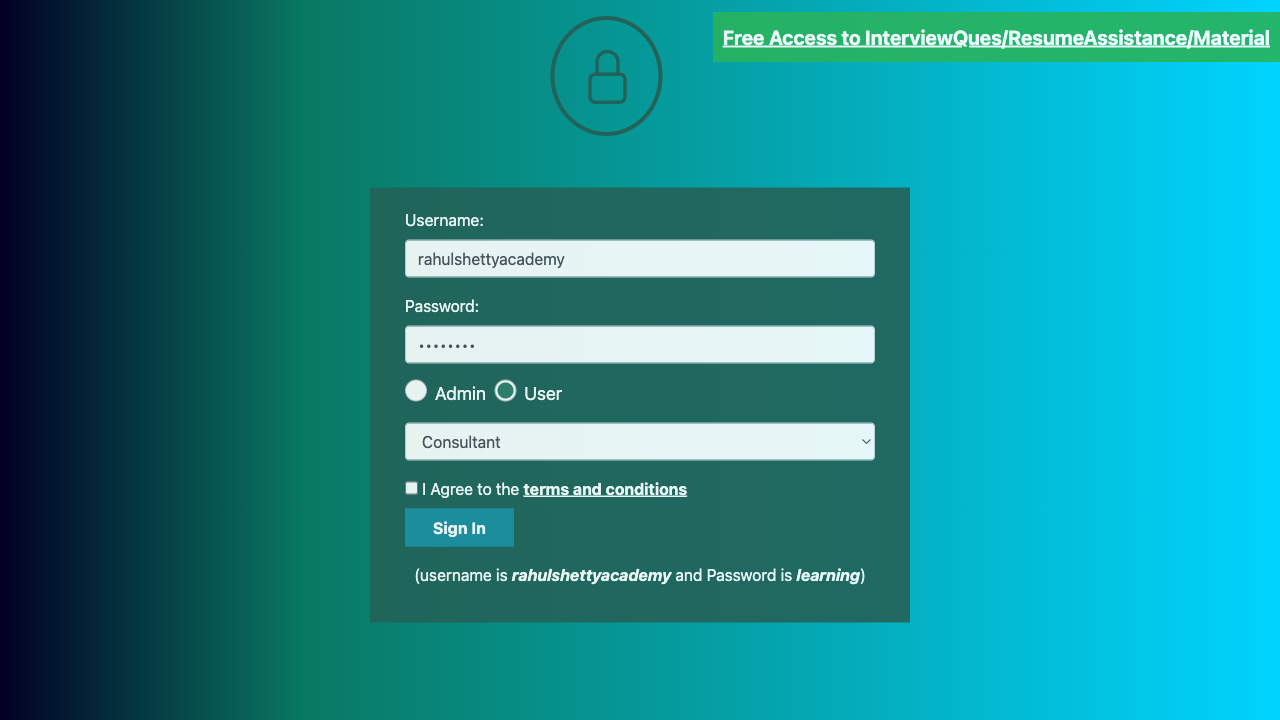 Free Access to InterviewQues/ResumeAssistance/Material
Username:
rahulshettyacademy
Password:
••••••••
Admin User
Consultant
I Agree to the terms and conditions
Sign In
(username is rahulshettyacademy and Password is learning)